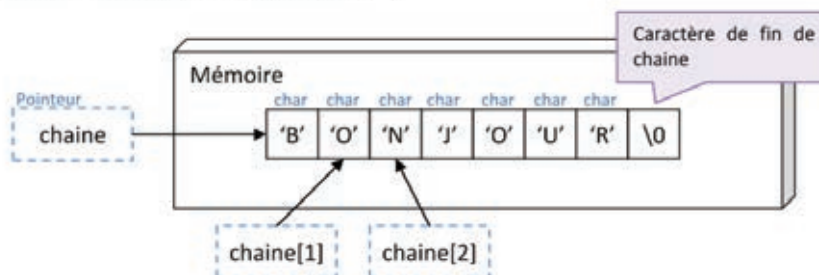 Caractère de fin de
chaine
Mémoire
Pointeur
chaine
char char char char char char char
'B' 'O' 'N' 'J' 'O' 'U' 'R' \0
chaine[1] chaine[2]